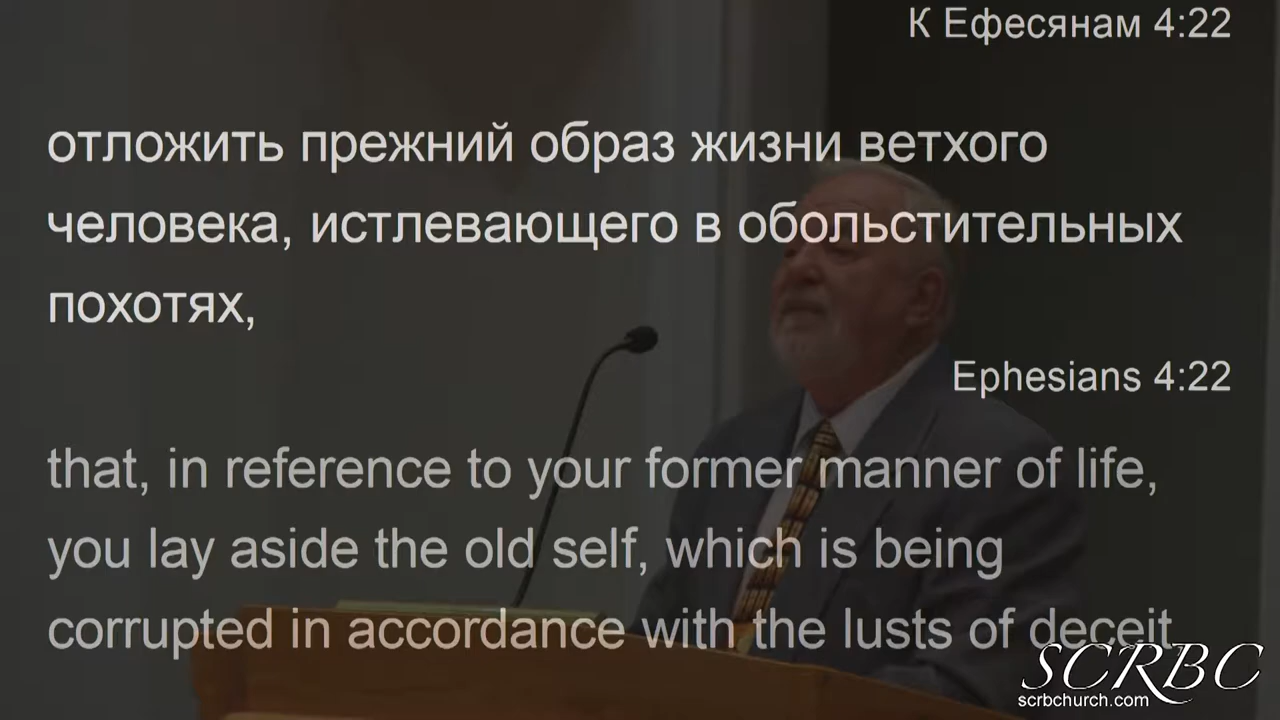 К Ефесянам 4:22
отложить прежний образ жизни ветхого
человека, истлевающего в обольстительных
похотях,
Ephesians 4:22
that, in reference to your former manner of life,
you lay aside the old self, which is being
corrupted in accordance with the lusts of deceit
SCRBC
scrbchurch.com